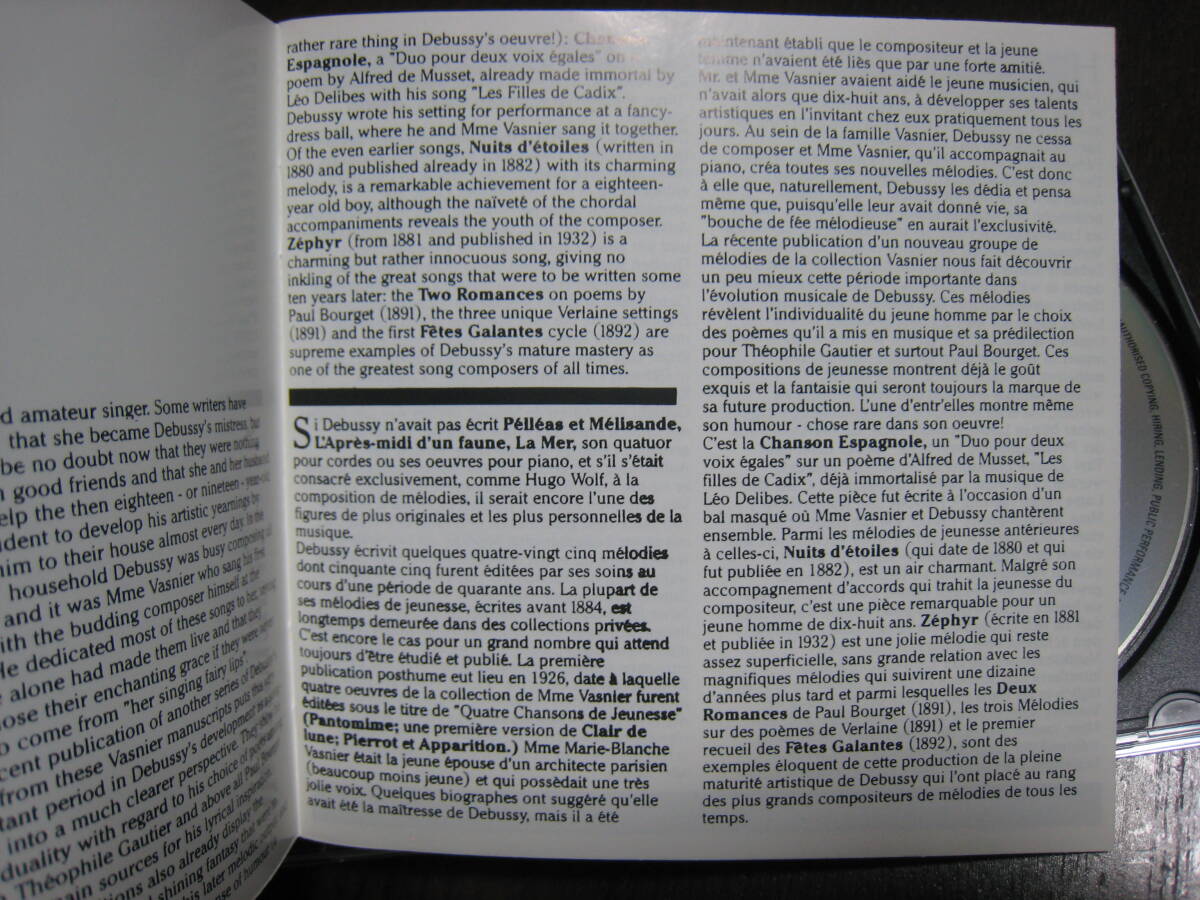 d amateur singer. Some writers have
that she became Debussy's mistress, but
be no doubt now that they were nothing
good friends and that she and her husband
elp the then eighteen - or nineteen - year-old
dent to develop his artistic yearnings by
him to their house almost every day. In the
household Debussy was busy composing
and it was Mme Vasnier who sang his first
with the budding composer himself at the
He dedicated most of these songs to her,
alone had made them live and that they
ose their enchanting grace if they were
come from "her singing fairy lips"
cent publication of another series of Debussy's
from these Vasnier manuscripts puts this
tant period in Debussy's development
into a much clearer perspective. They show
duality with regard to his choice of poems
Théophile Gautier and above all Paul Bourget
main sources for his lyrical inspiration.
tions also already display the
shining fantasy that were
his later melodic
sense of humour
rather rare thing in Debussy's oeuvre!): Chanson
Espagnole, a "Duo pour deux voix égales" on
poem by Alfred de Musset, already made immortal by
Léo Delibes with his song "Les Filles de Cadix".
Debussy wrote his setting for performance at a fancy-
dress ball, where he and Mme Vasnier sang it together.
Of the even earlier songs, Nuits d'étoiles (written in
1880 and published already in 1882) with its charming
melody, is a remarkable achievement for a eighteen-
year old boy, although the naïveté of the chordal
accompaniments reveals the youth of the composer.
Zéphyr (from 1881 and published in 1932) is a
charming but rather innocuous song, giving no
inkling of the great songs that were to be written some
ten years later: the Two Romances on poems by
Paul Bourget (1891), the three unique Verlaine settings
(1891) and the first Fêtes Galantes cycle (1892) are
supreme examples of Debussy's mature mastery as
one of the greatest song composers of all times.
Si Debussy n'avait pas écrit Pélléas et Mélisande,
L'Après-midi d'un faune, La Mer, son quatuor
pour cordes ou ses oeuvres pour piano, et s'il s'était
consacré exclusivement, comme Hugo Wolf, à la
composition de mélodies, il serait encore l'une des
figures de plus originales et les plus personnelles de la
musique.
Debussy écrivit quelques quatre-vingt cinq mélodies
dont cinquante cinq furent éditées par ses soins au
cours d'une période de quarante ans. La plupart de
ses mélodies de jeunesse, écrites avant 1884, est
longtemps demeurée dans des collections privées.
C'est encore le cas pour un grand nombre qui attend
toujours d'être étudié et publié. La première
publication posthume eut lieu en 1926, date à laquelle
quatre oeuvres de la collection de Mme Vasnier furent
éditées sous le titre de "Quatre Chansons de Jeunesse"
(Pantomime; une première version de Clair de
lune; Pierrot et Apparition.) Mme Marie-Blanche
Vasnier était la jeune épouse d'un architecte parisien
(beaucoup moins jeune) et qui possèdait une très
jolie voix. Quelques biographes ont suggéré qu'elle
avait été la maîtresse de Debussy, mais il a été
maintenant établi que le compositeur et la jeune
femme n'avaient été liés que par une forte amitié.
Mr. et Mme Vasnier avaient aidé le jeune musicien, qui
n'avait alors que dix-huit ans, à développer ses talents
artistiques en l'invitant chez eux pratiquement tous les
jours. Au sein de la famille Vasnier, Debussy ne cessa
de composer et Mme Vasnier, qu'il accompagnait au
piano, créa toutes ses nouvelles mélodies. C'est donc
à elle que, naturellement, Debussy les dédia et pensa
même que, puisqu'elle leur avait donné vie, sa
"bouche de fée mélodieuse" en aurait l'exclusivité.
La récente publication d'un nouveau groupe de
mélodies de la collection Vasnier nous fait découvrir
un peu mieux cette période importante dans
l'évolution musicale de Debussy. Ces mélodies
révèlent l'individualité du jeune homme par le choix
des poèmes qu'il a mis en musique et sa prédilection
pour Théophile Gautier et surtout Paul Bourget. Ces
compositions de jeunesse montrent déjà le goût
exquis et la fantaisie qui seront toujours la marque de
sa future production. L'une d'entr'elles montre même
son humour - chose rare dans son oeuvre!
C'est la Chanson Espagnole, un "Duo pour deux
voix égales" sur un poème d'Alfred de Musset, "Les
filles de Cadix", déjà immortalisé par la musique de
Léo Delibes. Cette pièce fut écrite à l'occasion d'un
bal masqué où Mme Vasnier et Debussy chantèrent
ensemble. Parmi les mélodies de jeunesse antérieures
à celles-ci, Nuits d'étoiles (qui date de 1880 et qui
fut publiée en 1882), est un air charmant. Malgré son
accompagnement d'accords qui trahit la jeunesse du
compositeur, c'est une pièce remarquable pour un
jeune homme de dix-huit ans. Zéphyr (écrite en 1881
et publiée in 1932) est une jolie mélodie qui reste
assez superficielle, sans grande relation avec les
magnifiques mélodies qui suivirent une dizaine
d'années plus tard et parmi lesquelles les Deux
Romances de Paul Bourget (1891), les trois Mélodies
sur des poèmes de Verlaine (1891) et le premier
recueil des Fêtes Galantes (1892), sont des
exemples éloquent de cette production de la pleine
maturité artistique de Debussy qui l'ont placé au rang
des plus grands compositeurs de mélodies de tous les
temps.
AUTHORISED COPYING, HIRING, LENDING, PUBLIC PERFORMANCE